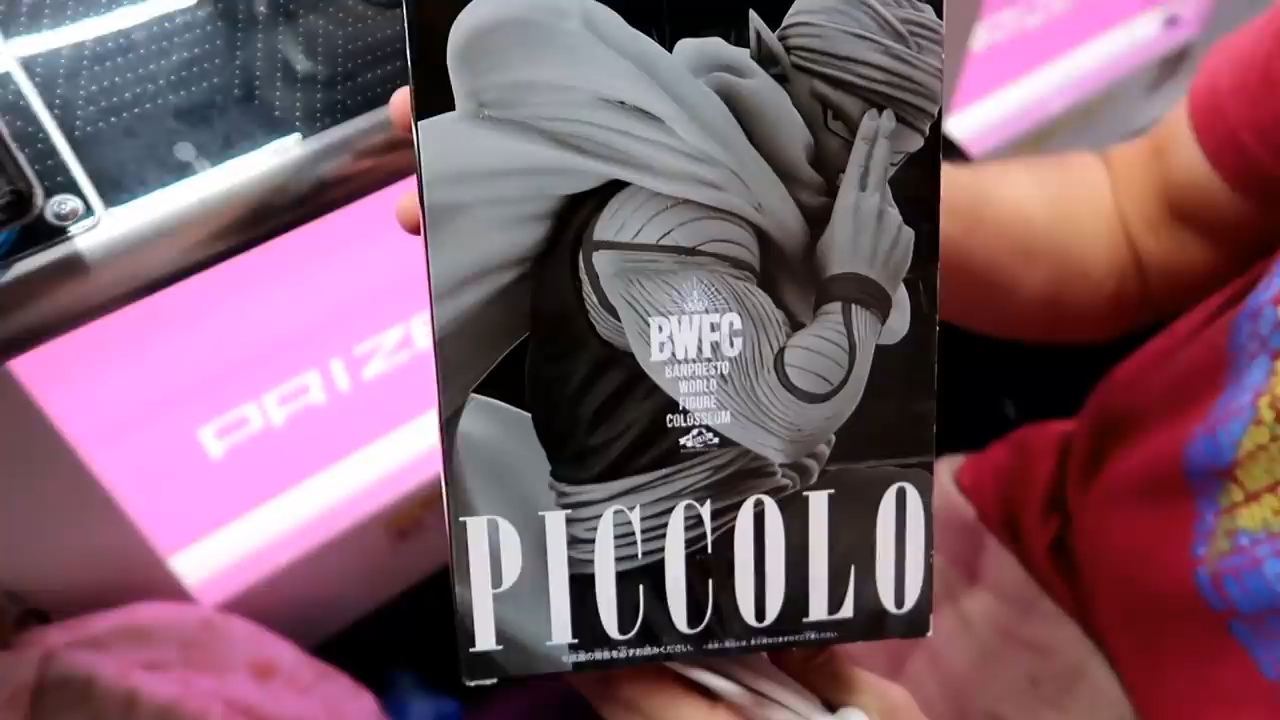 PRIZE
BWFC
BANPRESTO
WORLD
FIGURE
COLOSSEUM
PICCOLO